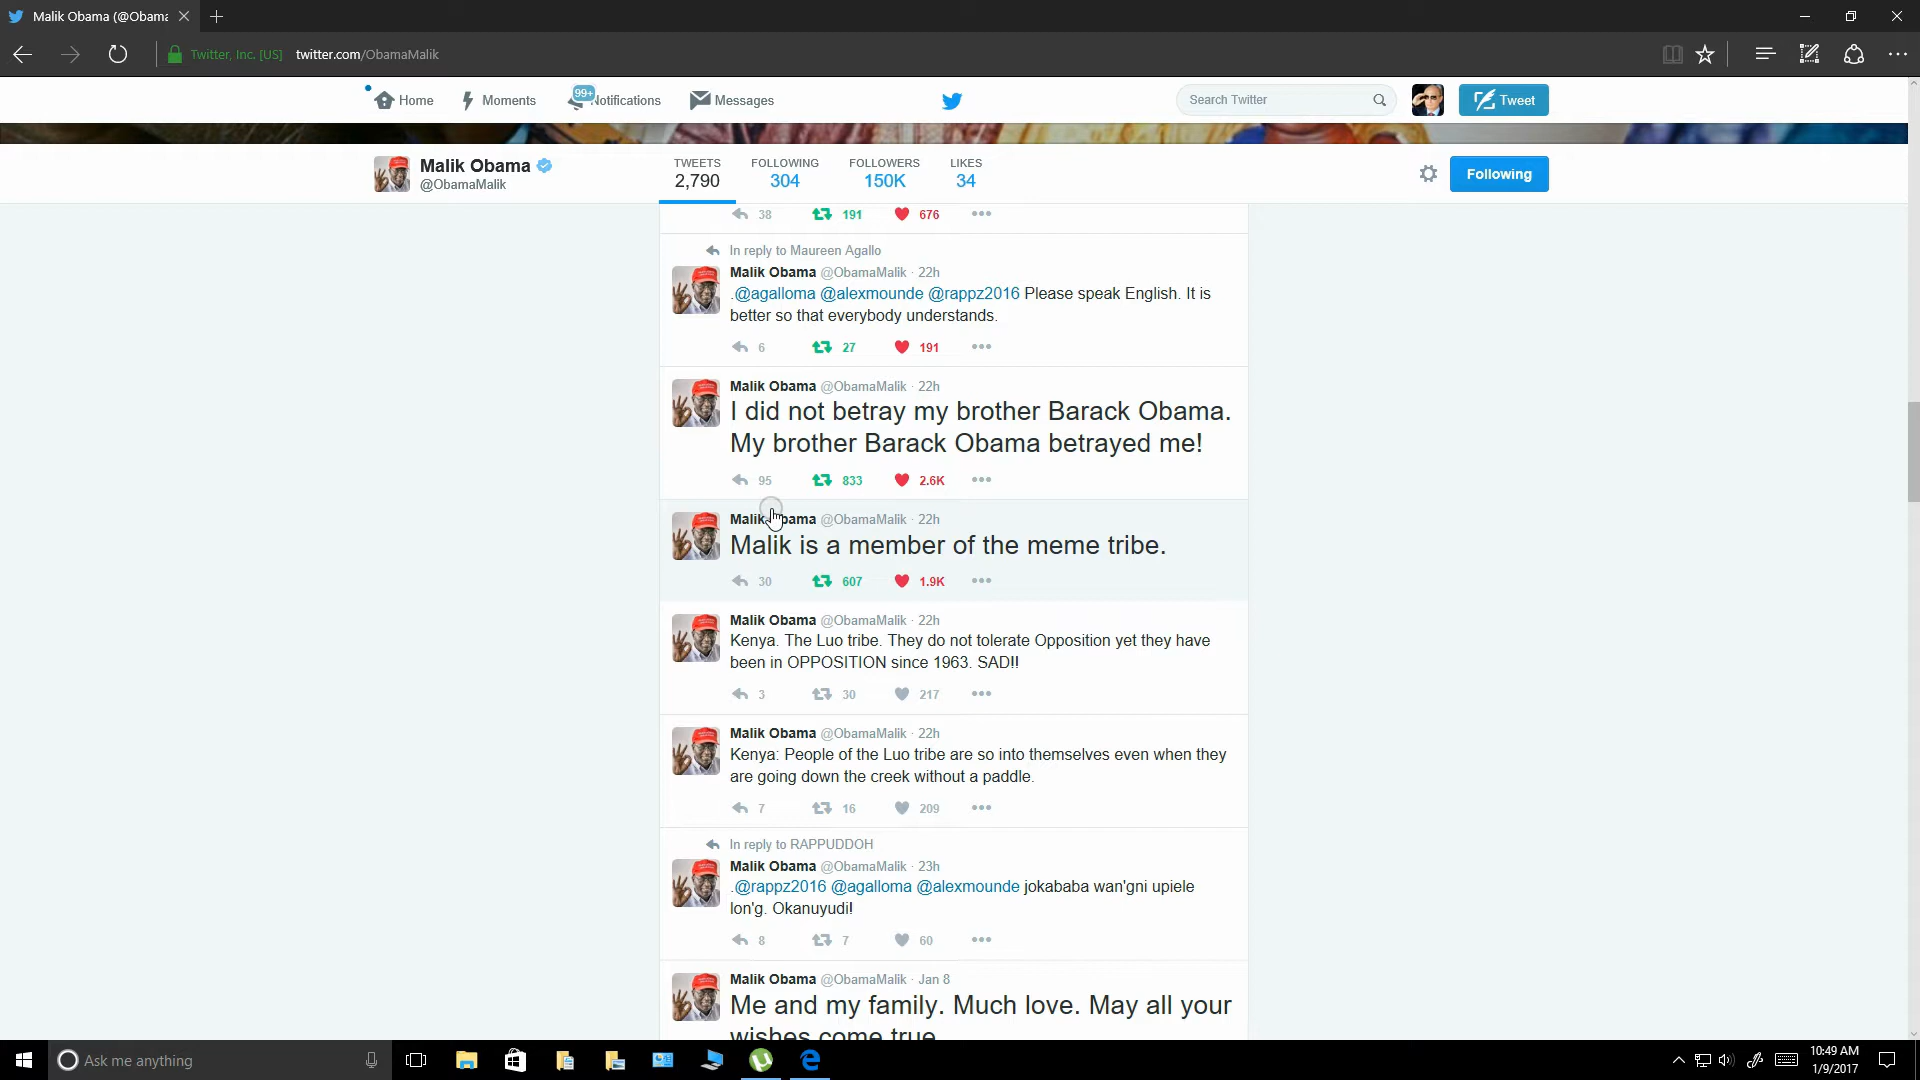 Malik Obama (@Obama
Twitter, Inc. [US] twitter.com/ObamaMalik
Home Moments 99+ Notifications Messages Search Twitter Tweet
Malik Obama
@ObamaMalik
TWEETS FOLLOWING FOLLOWERS LIKES
2,790 304 150K 34
Following
38 191 676
In reply to Maureen Agallo
Malik Obama @ObamaMalik · 22h
.@agalloma @alexmounde @rappz2016 Please speak English. It is
better so that everybody understands.
6 27 191
Malik Obama @ObamaMalik · 22h
I did not betray my brother Barack Obama.
My brother Barack Obama betrayed me!
95 833 2.6K
Malik Obama @ObamaMalik · 22h
Malik is a member of the meme tribe.
30 607 1.9K
Malik Obama @ObamaMalik · 22h
Kenya. The Luo tribe. They do not tolerate Opposition yet they have
been in OPPOSITION since 1963. SAD!!
3 30 217
Malik Obama @ObamaMalik · 22h
Kenya: People of the Luo tribe are so into themselves even when they
are going down the creek without a paddle.
7 16 209
In reply to RAPPUDDOH
Malik Obama @ObamaMalik · 23h
.@rappz2016 @agalloma @alexmounde jokababa wan'gni upiele
lon'g. Okanuyudi!
8 7 60
Malik Obama @ObamaMalik · Jan 8
Me and my family. Much love. May all your
wishes come true
Ask me anything
10:49 AM
1/9/2017